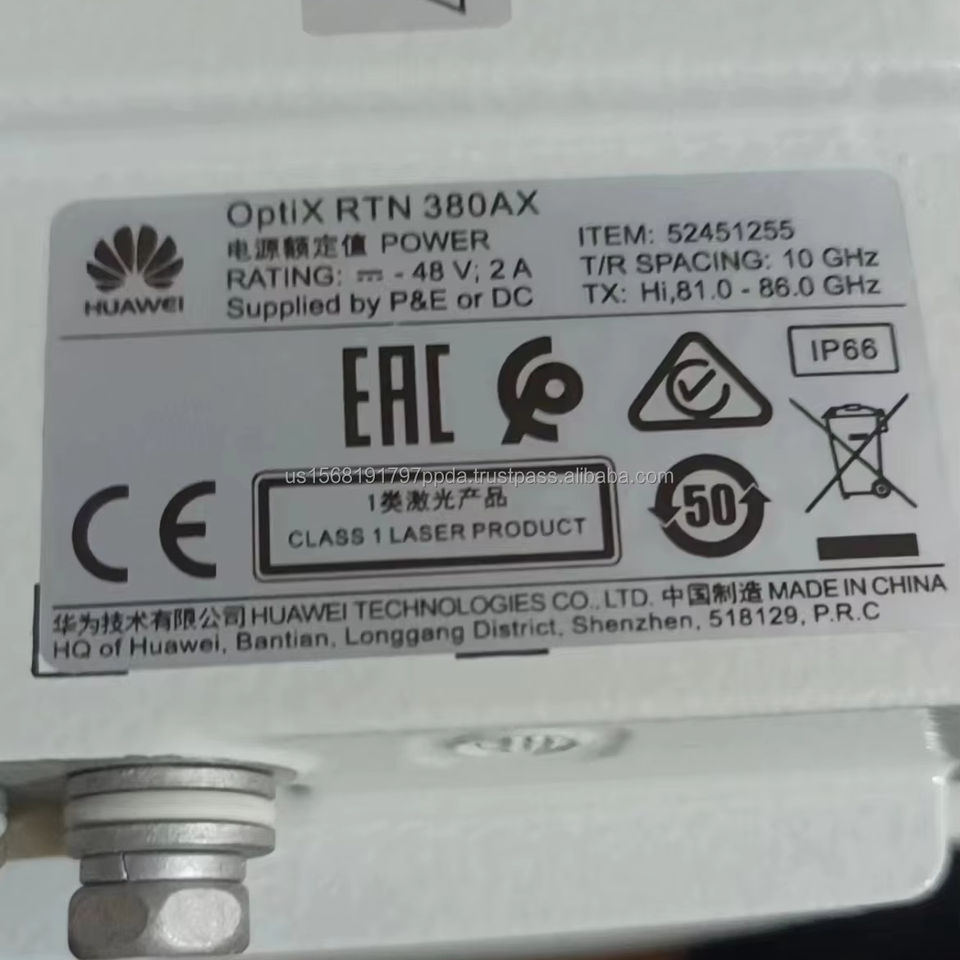 OptiX RTN 380AX
电源额定值 POWER
RATING: ⎓ - 48 V; 2 A
Supplied by P&E or DC
ITEM: 52451255
T/R SPACING: 10 GHz
TX: Hi,81.0 - 86.0 GHz
HUAWEI
EAC
IP66
us1568191797ppda.trustpass.alibaba.com
CE
1类激光产品
CLASS 1 LASER PRODUCT
50
华为技术有限公司 HUAWEI TECHNOLOGIES CO., LTD. 中国制造 MADE IN CHINA
HQ of Huawei, Bantian, Longgang District, Shenzhen, 518129, P.R.C